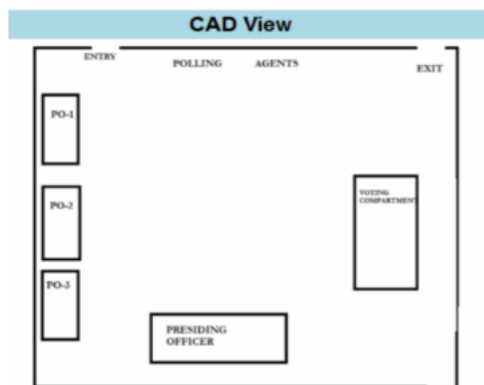 CAD View
ENTRY
POLLING AGENTS
EXIT
PO-1
PO-2
VOTING
COMPARTMENT
PO-3
PRESIDING
OFFICER